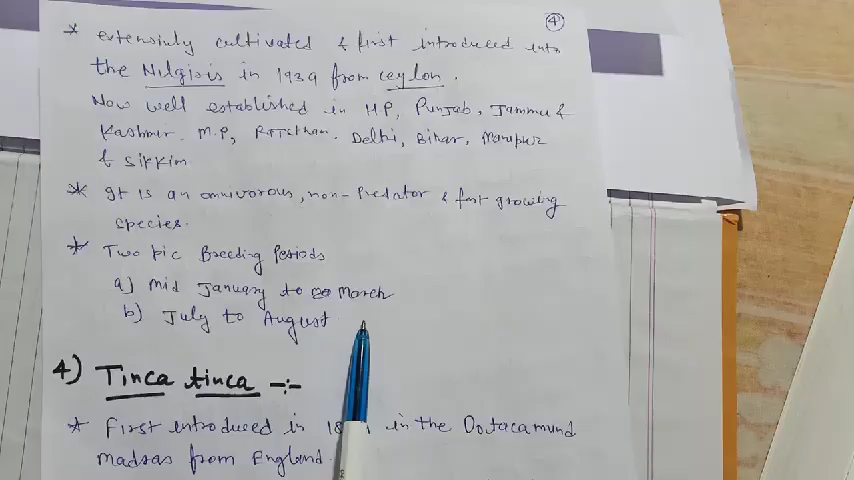 4
* extensivly cultivated & first introduced into
the Nilgiris in 1939 from ceylon.
Now well established in H.P, Punjab, Jammu &
Kashmir. M.P, Delhi, Bihar, Manipur
& Sikkim
* It is an omnivorous, non-Predator & fast growing
species.
* Two pic Breeding Periods
a) Mid January to March
b) July to August
4) Tinca tinca :-
* First introduced in in the Ootacamund
madras from England.